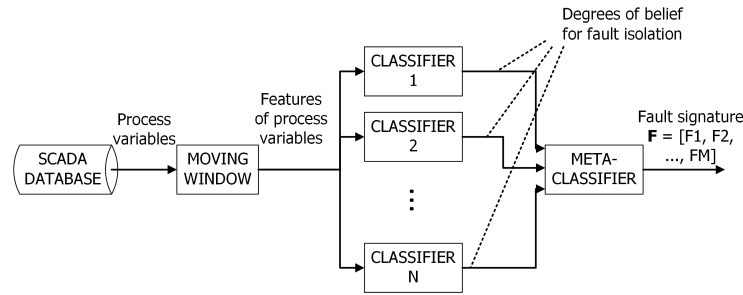 Degrees of belief
for fault isolation
CLASSIFIER
1
Features
of process
variables
Process
variables
CLASSIFIER
2
Fault signature
F = [F1, F2,
..., FM]
SCADA
DATABASE
MOVING
WINDOW
META-
CLASSIFIER
...
CLASSIFIER
N